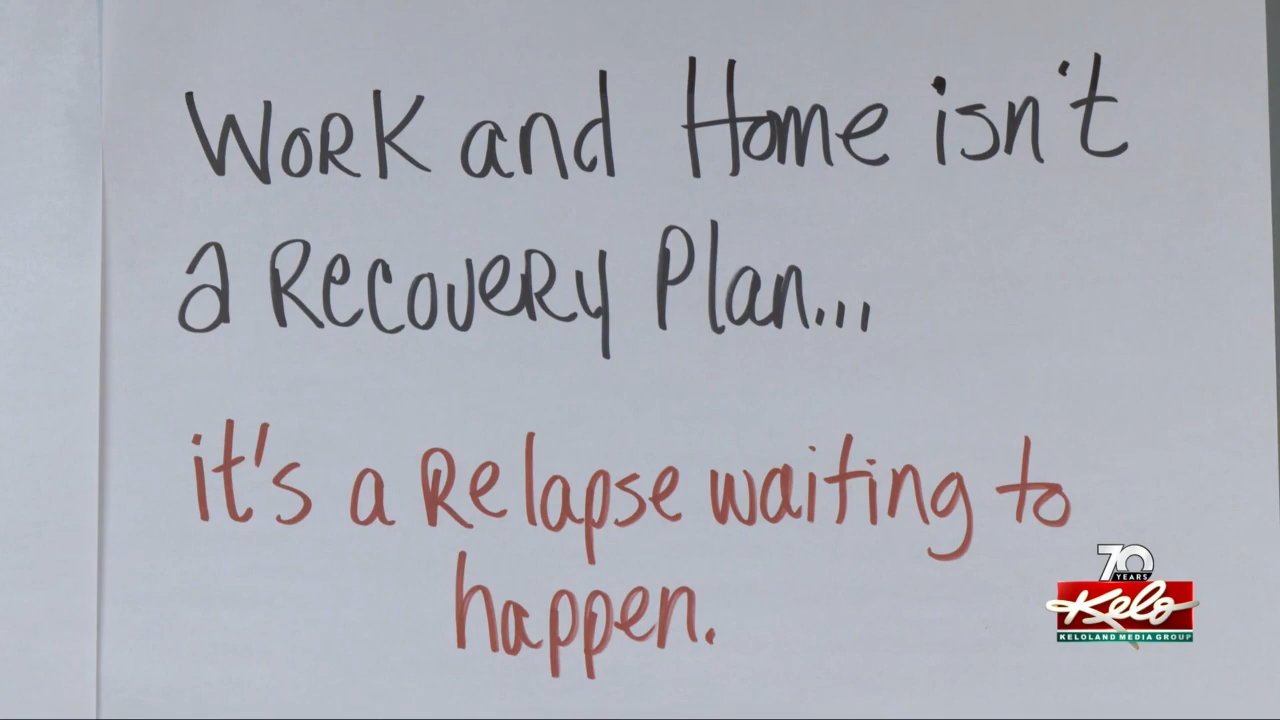 Work and Home isn't
a Recovery Plan...
it's a Relapse waiting to
happen.
70
YEARS
Kelo
KELOLAND MEDIA GROUP